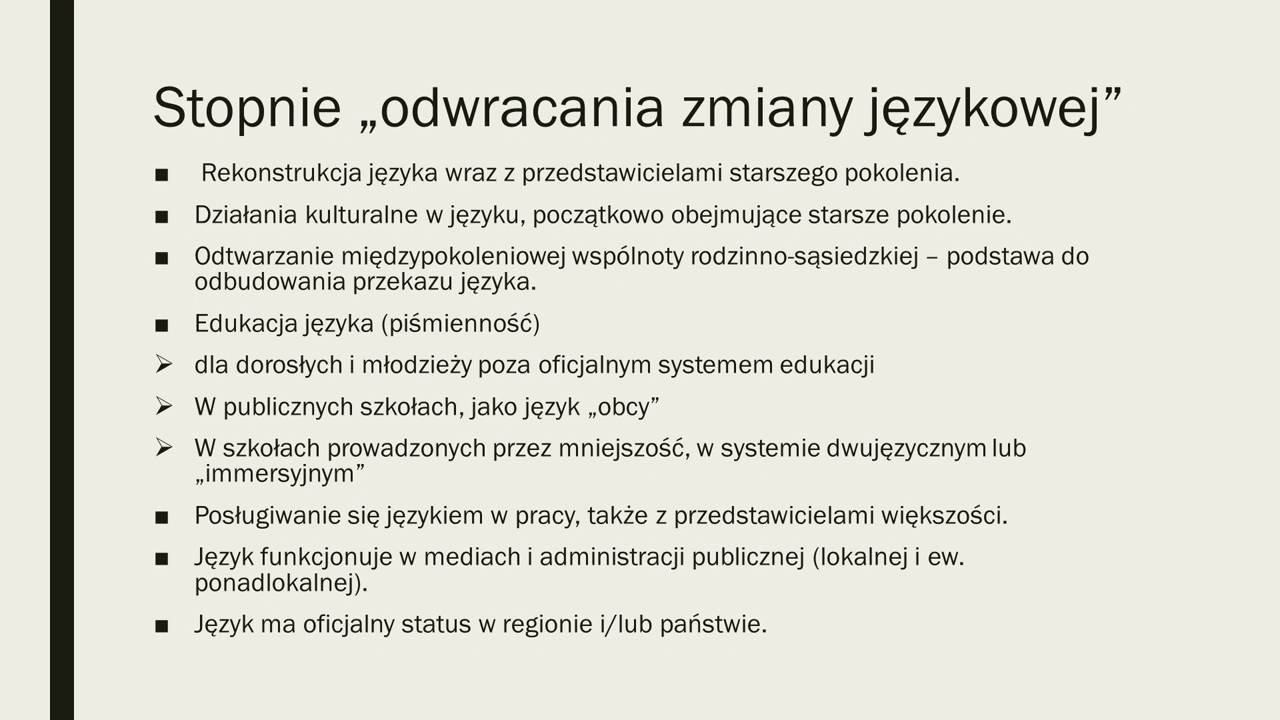 Stopnie „odwracania zmiany językowej”
▪ Rekonstrukcja języka wraz z przedstawicielami starszego pokolenia.
▪ Działania kulturalne w języku, początkowo obejmujące starsze pokolenie.
▪ Odtwarzanie międzypokoleniowej wspólnoty rodzinno-sąsiedzkiej – podstawa do
odbudowania przekazu języka.
▪ Edukacja języka (piśmienność)
➢ dla dorosłych i młodzieży poza oficjalnym systemem edukacji
➢ W publicznych szkołach, jako język „obcy”
➢ W szkołach prowadzonych przez mniejszość, w systemie dwujęzycznym lub
„immersyjnym”
▪ Posługiwanie się językiem w pracy, także z przedstawicielami większości.
▪ Język funkcjonuje w mediach i administracji publicznej (lokalnej i ew.
ponadlokalnej).
▪ Język ma oficjalny status w regionie i/lub państwie.